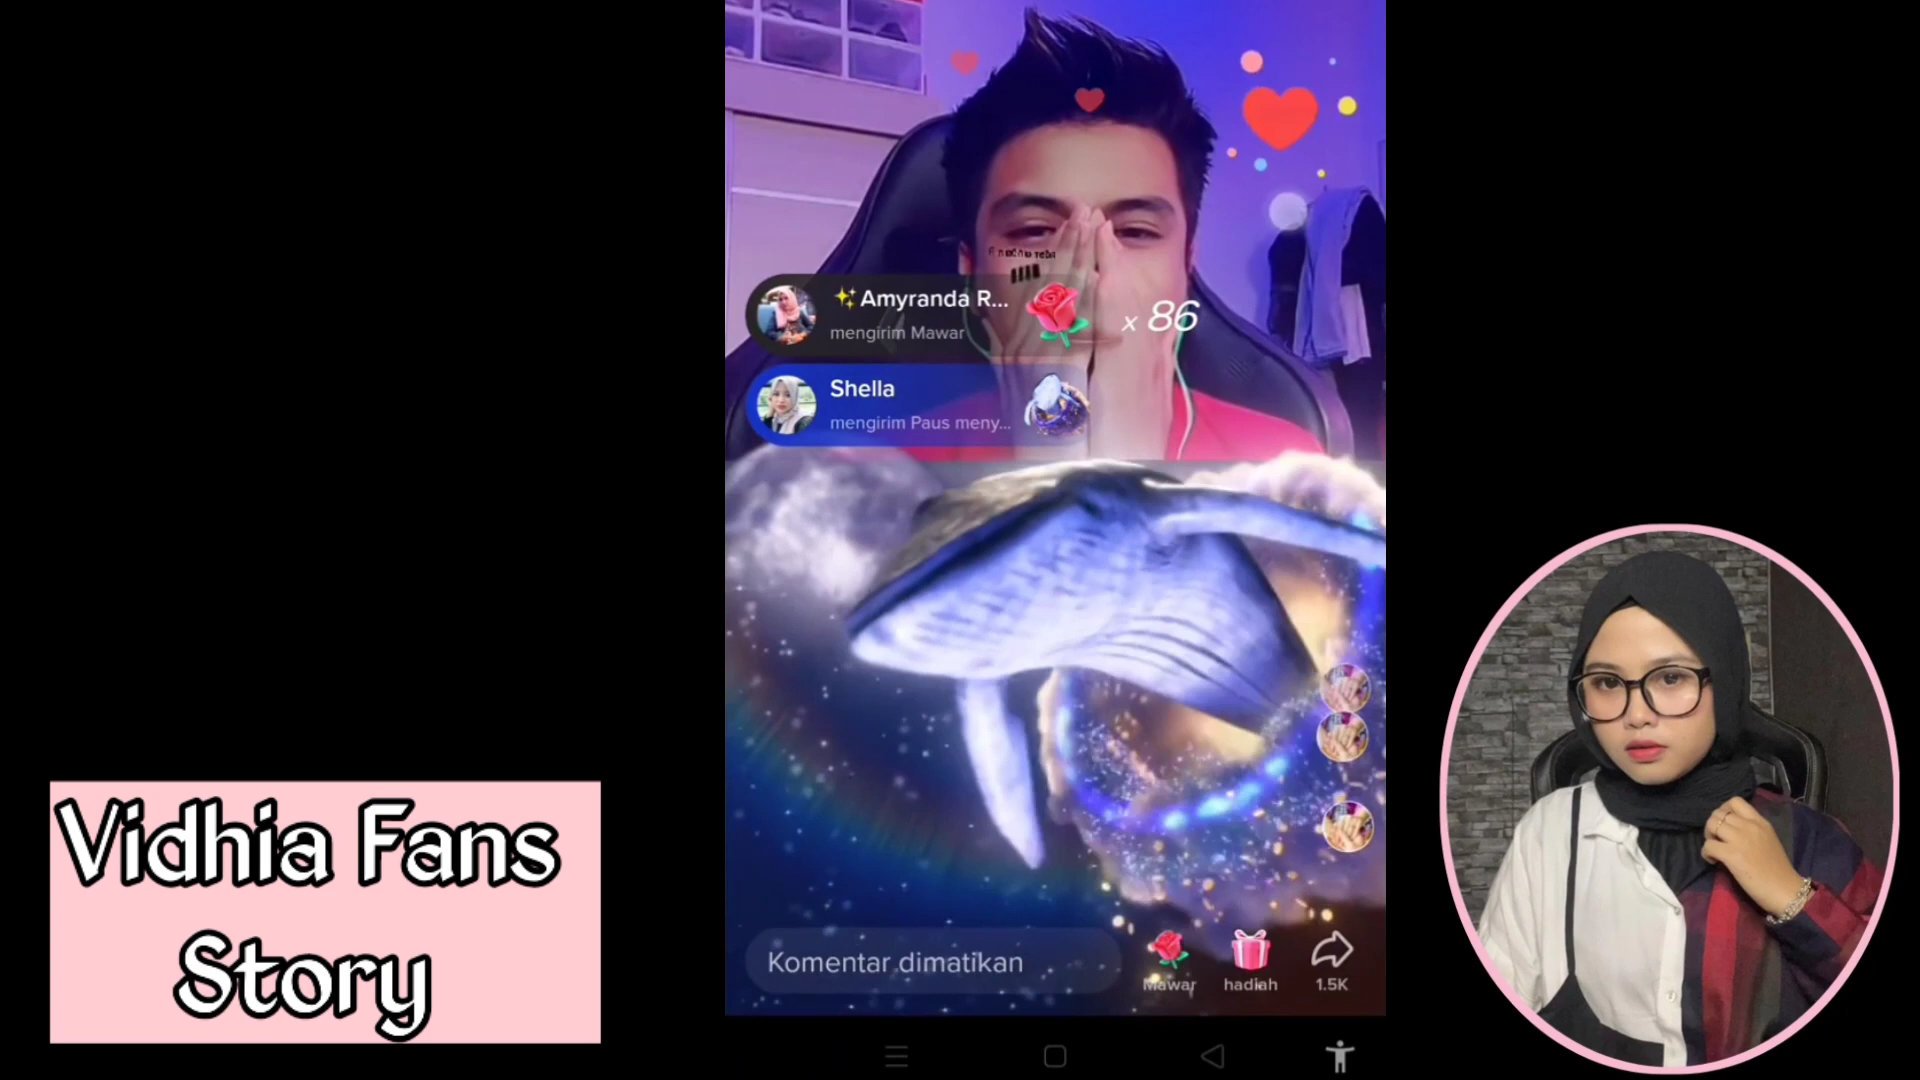 Amyranda R...
mengirim Mawar
x 86
Shella
mengirim Paus meny...
Vidhia Fans
Story
Komentar dimatikan
Mawar
hadiah
1.5K